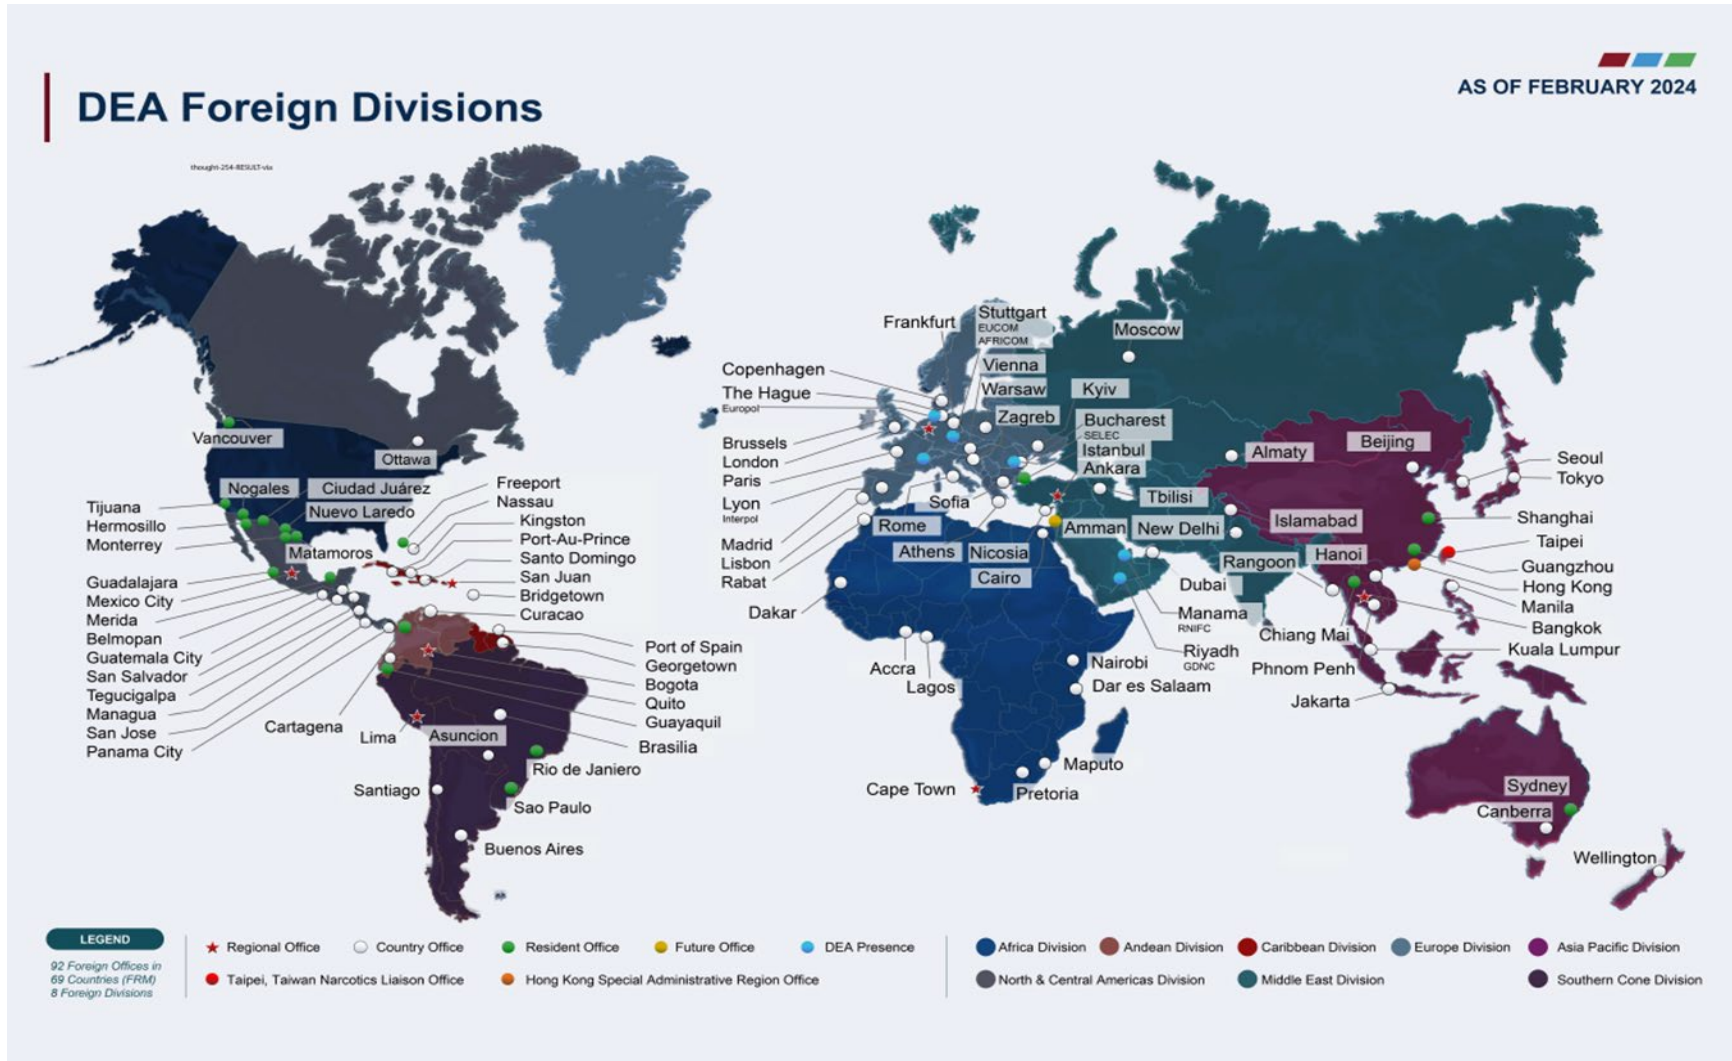 AS OF FEBRUARY 2024
DEA Foreign Divisions
thought-254-RESULT-vix
Frankfurt
Stuttgart
EUCOM
AFRICOM
Moscow
Copenhagen
Vienna
The Hague
Europol
Warsaw
Kyiv
Zagreb
Bucharest
SELEC
Vancouver
Ottawa
Brussels
London
Paris
Lyon
Interpol
Istanbul
Ankara
Almaty
Beijing
Seoul
Tokyo
Nogales
Ciudad Juárez
Nuevo Laredo
Freeport
Nassau
Kingston
Port-Au-Prince
Santo Domingo
San Juan
Bridgetown
Curacao
Tijuana
Hermosillo
Monterrey
Matamoros
Sofia
Tbilisi
Rome
Amman
New Delhi
Islamabad
Shanghai
Taipei
Guangzhou
Hong Kong
Manila
Bangkok
Kuala Lumpur
Madrid
Lisbon
Rabat
Athens
Nicosia
Cairo
Rangoon
Hanoi
Dubai
Manama
RNIFC
Riyadh
GDNC
Chiang Mai
Phnom Penh
Jakarta
Guadalajara
Mexico City
Merida
Belmopan
Guatemala City
San Salvador
Tegucigalpa
Managua
San Jose
Panama City
Dakar
Accra
Lagos
Nairobi
Dar es Salaam
Port of Spain
Georgetown
Bogota
Quito
Guayaquil
Brasilia
Cartagena
Lima
Asuncion
Rio de Janiero
Santiago
Sao Paulo
Buenos Aires
Cape Town
Pretoria
Maputo
Sydney
Canberra
Wellington
LEGEND
92 Foreign Offices in
69 Countries (FRM)
8 Foreign Divisions
Regional Office
Country Office
Resident Office
Future Office
DEA Presence
Taipei, Taiwan Narcotics Liaison Office
Hong Kong Special Administrative Region Office
Africa Division
Andean Division
Caribbean Division
Europe Division
Asia Pacific Division
North & Central Americas Division
Middle East Division
Southern Cone Division